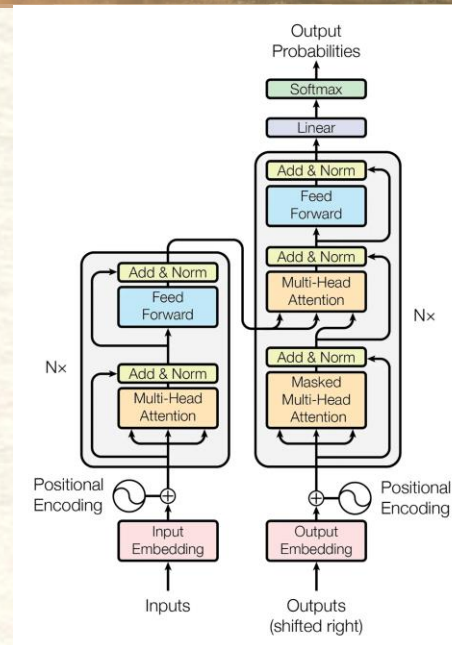 Output
Probabilities
Softmax
Linear
Add & Norm
Feed
Forward
Add & Norm
Multi-Head
Attention
Add & Norm
Masked
Multi-Head
Attention
Nx
Add & Norm
Feed
Forward
Add & Norm
Multi-Head
Attention
Nx
Positional
Encoding
Positional
Encoding
Input
Embedding
Output
Embedding
Inputs
Outputs
(shifted right)